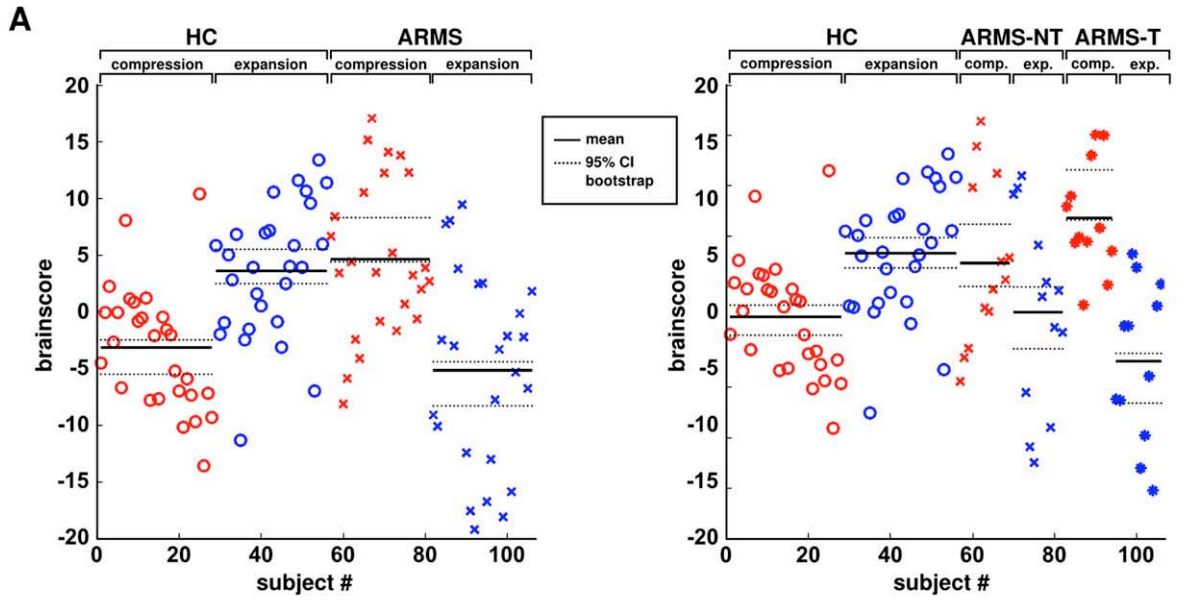 A
HC ARMS
compression expansion compression expansion
20
15
10
5
0
-5
-10
-15
-20
brainscore
0 20 40 60 80 100
subject #
mean
95% CI
bootstrap
HC ARMS-NT ARMS-T
compression expansion comp. exp. comp. exp.
20
15
10
5
0
-5
-10
-15
-20
brainscore
0 20 40 60 80 100
subject #